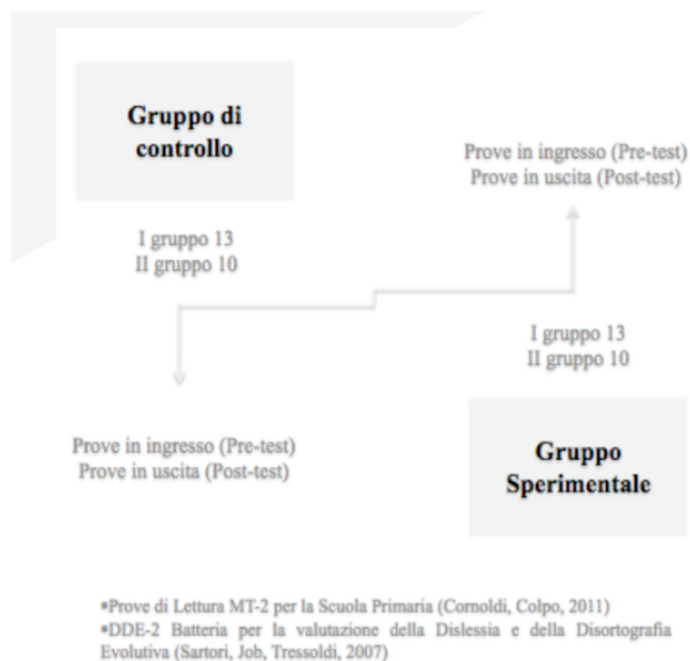 Gruppo di
controllo
Prove in ingresso (Pre-test)
Prove in uscita (Post-test)
I gruppo 13
II gruppo 10
I gruppo 13
II gruppo 10
Prove in ingresso (Pre-test)
Prove in uscita (Post-test)
Gruppo
Sperimentale
▪Prove di Lettura MT-2 per la Scuola Primaria (Cornoldi, Colpo, 2011)
▪DDE-2 Batteria per la valutazione della Dislessia e della Disortografia
Evolutiva (Sartori, Job, Tressoldi, 2007)